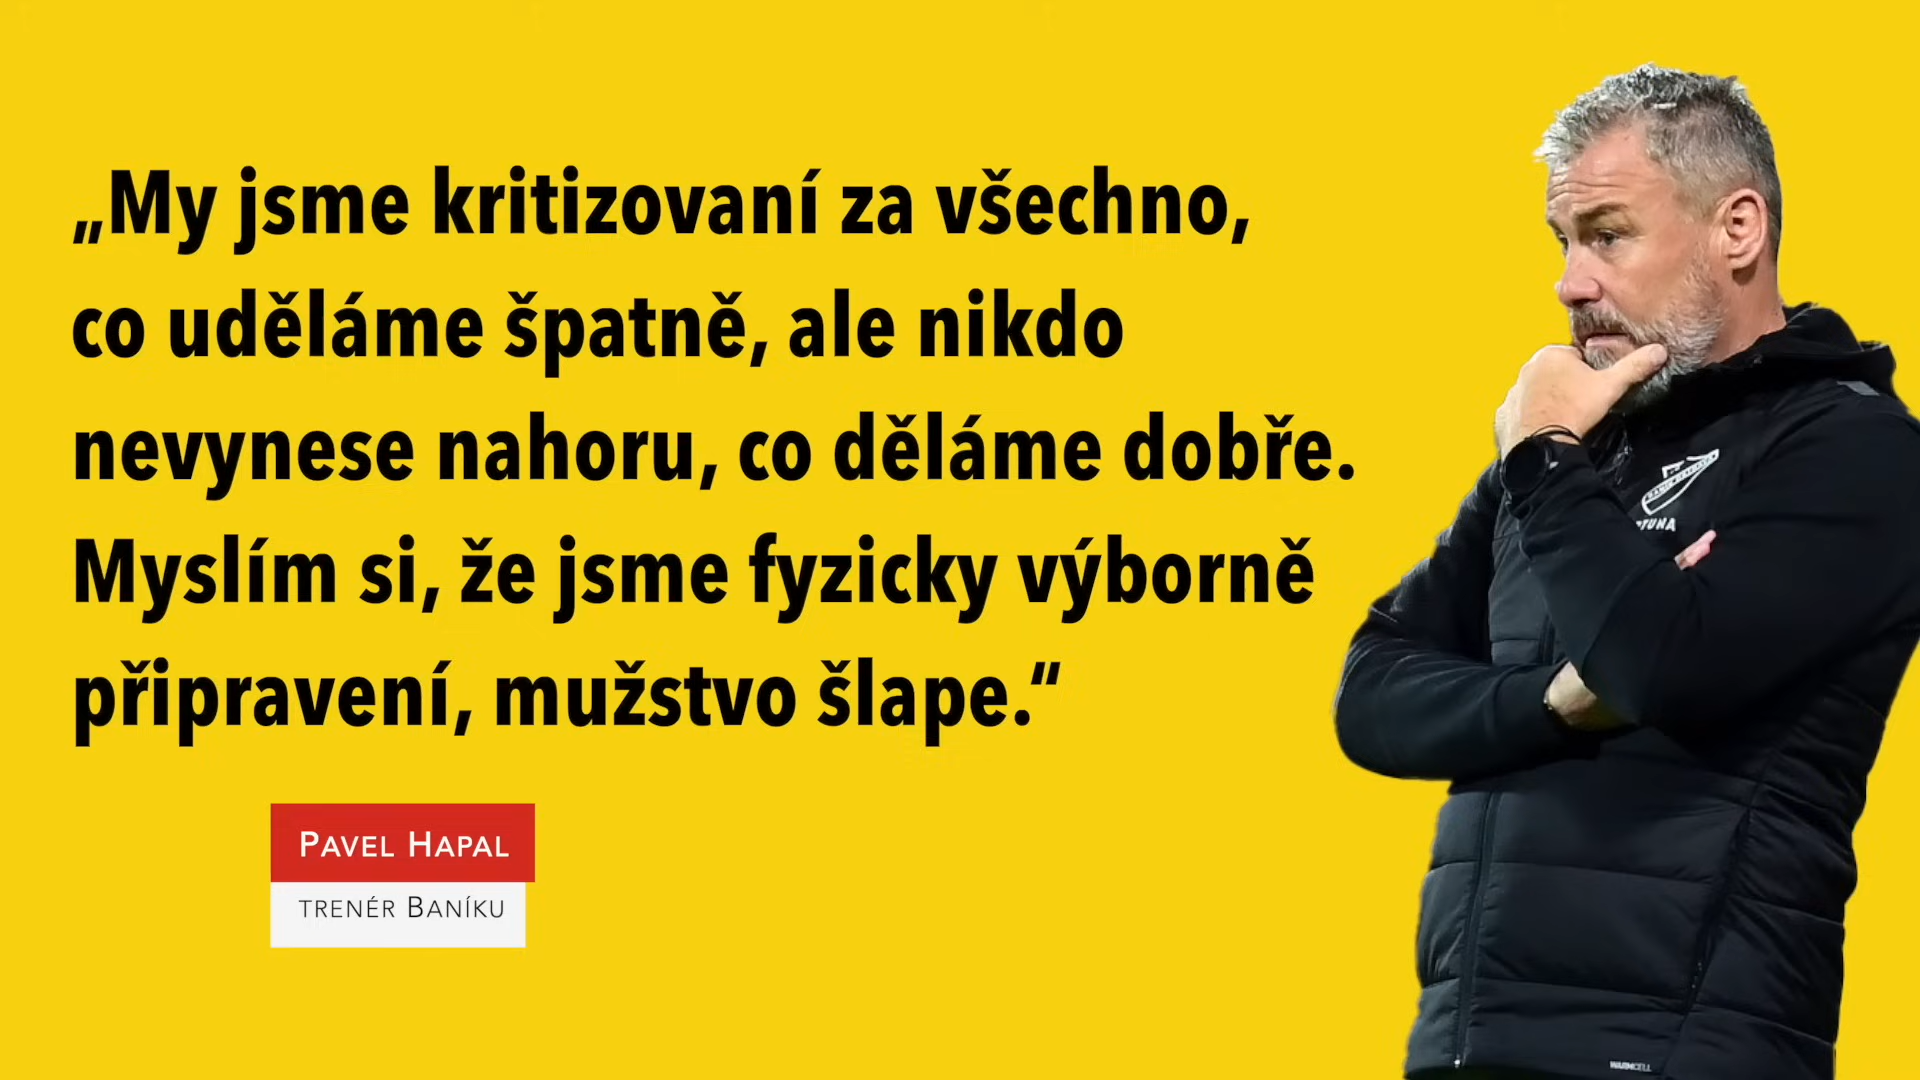 „My jsme kritizovaní za všechno,
co uděláme špatně, ale nikdo
nevynese nahoru, co děláme dobře.
Myslím si, že jsme fyzicky výborně
připravení, mužstvo šlape.“
PAVEL HAPAL
TRENÉR BANÍKU
WARMCELL